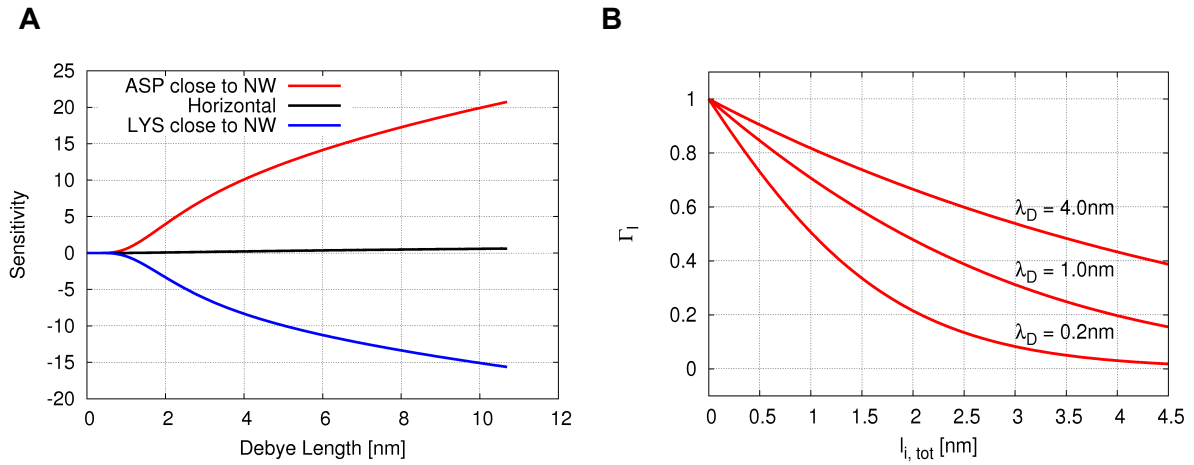 A
25
20
15
10
5
0
-5
-10
-15
-20
Sensitivity
ASP close to NW
Horizontal
LYS close to NW
0 2 4 6 8 10 12
Debye Length [nm]
B
1
0.8
0.6
0.4
0.2
0
Γl
λD = 4.0nm
λD = 1.0nm
λD = 0.2nm
0 0.5 1 1.5 2 2.5 3 3.5 4 4.5
li, tot [nm]